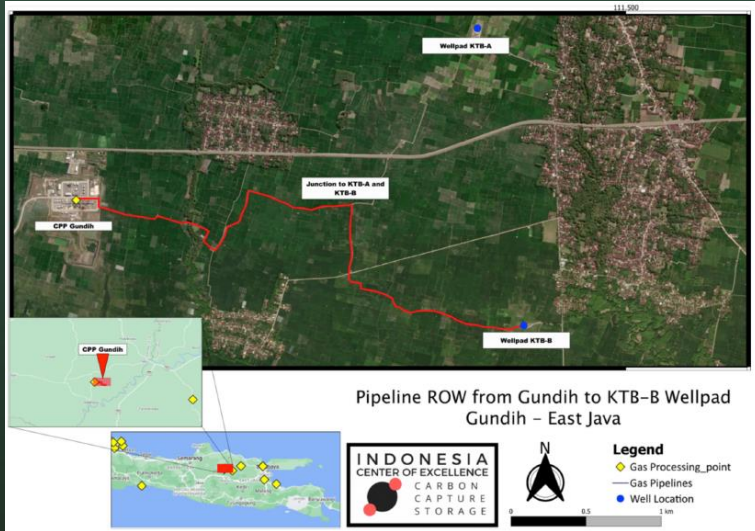 111.500
Wellpad KTB-A
Junction to KTB-A and
KTB-B
CPP Gundih
Wellpad KTB-B
CPP Gundih
Semarang
Pipeline ROW from Gundih to KTB-B Wellpad
Gundih - East Java
INDONESIA
CENTER OF EXCELLENCE
CARBON
CAPTURE
STORAGE
N
Legend
Gas Processing_point
Gas Pipelines
Well Location
0
0.5
1 km